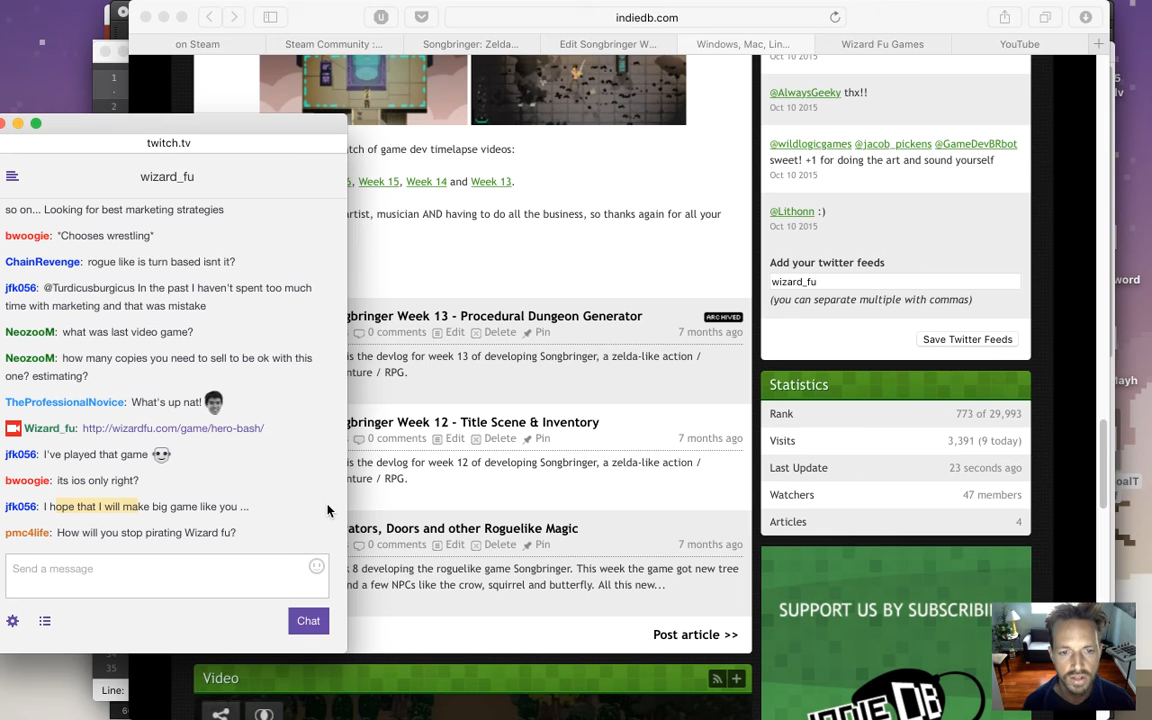 indiedb.com
on Steam
Steam Community :...
Songbringer: Zelda...
Edit Songbringer W...
Windows, Mac, Lin...
Wizard Fu Games
YouTube
twitch.tv
wizard_fu
so on... Looking for best marketing strategies
bwoogie: *Chooses wrestling*
ChainRevenge: rogue like is turn based isnt it?
jfk056: @Turdicusburgicus In the past I haven't spent too much
time with marketing and that was mistake
NeozooM: what was last video game?
NeozooM: how many copies you need to sell to be ok with this
one? estimating?
TheProfessionalNovice: What's up nat!
Wizard_fu: http://wizardfu.com/game/hero-bash/
jfk056: I've played that game
bwoogie: its ios only right?
jfk056: I hope that I will make big game like you ...
pmc4life: How will you stop pirating Wizard fu?
Send a message
Chat
1
2
35
Line:
tch of game dev timelapse videos:
6, Week 15, Week 14 and Week 13.
artist, musician AND having to do all the business, so thanks again for all your
gbringer Week 13 - Procedural Dungeon Generator
ARCHIVED
0 comments Edit Delete Pin
7 months ago
is the devlog for week 13 of developing Songbringer, a zelda-like action /
nture / RPG.
gbringer Week 12 - Title Scene & Inventory
0 comments Edit Delete Pin
7 months ago
is the devlog for week 12 of developing Songbringer, a zelda-like action /
nture / RPG.
ators, Doors and other Roguelike Magic
0 comments Edit Delete Pin
7 months ago
k 8 developing the roguelike game Songbringer. This week the game got new tree
nd a few NPCs like the crow, squirrel and butterfly. All this new...
Post article >>
Video
Oct 10 2015
@AlwaysGeeky thx!!
Oct 10 2015
@wildlogicgames @jacob_pickens @GameDevBRbot
sweet! +1 for doing the art and sound yourself
Oct 10 2015
@Lithonn :)
Oct 10 2015
Add your twitter feeds
wizard_fu
(you can separate multiple with commas)
Save Twitter Feeds
Statistics
Rank 773 of 29,993
Visits 3,391 (9 today)
Last Update 23 seconds ago
Watchers 47 members
Articles 4
SUPPORT US BY SUBSCRIBI
INDIE DB
word
layh
oalT